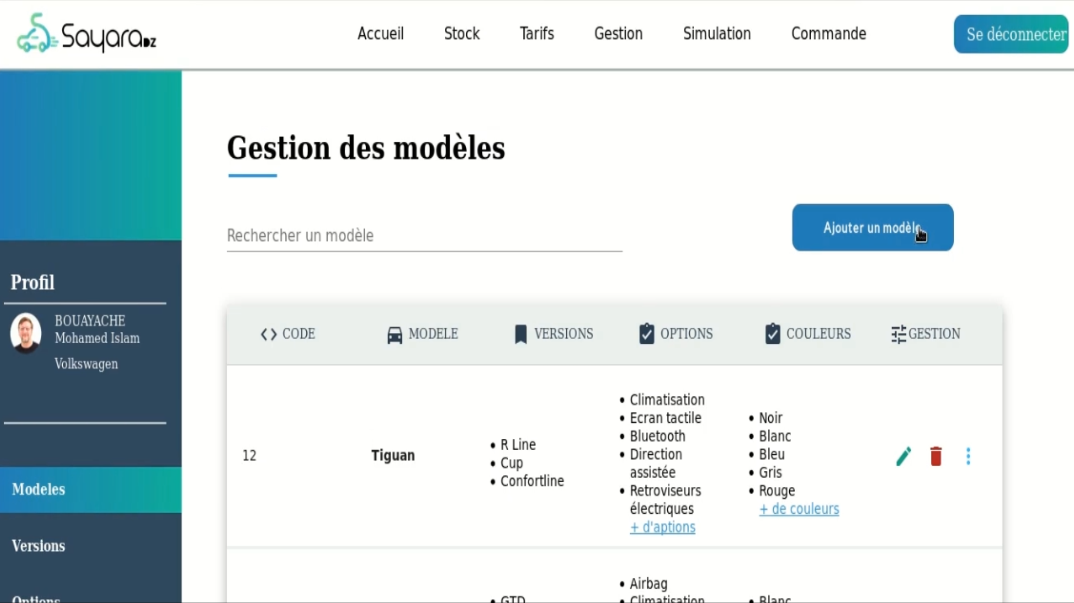 SayaraDZ
Accueil
Stock
Tarifs
Gestion
Simulation
Commande
Se déconnecter
Gestion des modèles
Rechercher un modèle
Ajouter un modèle
Profil
BOUAYACHE
Mohamed Islam
Volkswagen
Modeles
Versions
Options
<> CODE
MODELE
VERSIONS
OPTIONS
COULEURS
GESTION
12
Tiguan
• R Line
• Cup
• Confortline
• Climatisation
• Ecran tactile
• Bluetooth
• Direction
assistée
• Retroviseurs
électriques
+ d'aptions
• Noir
• Blanc
• Bleu
• Gris
• Rouge
+ de couleurs
• GTD
• Airbag
• Climatisation
• Blanc